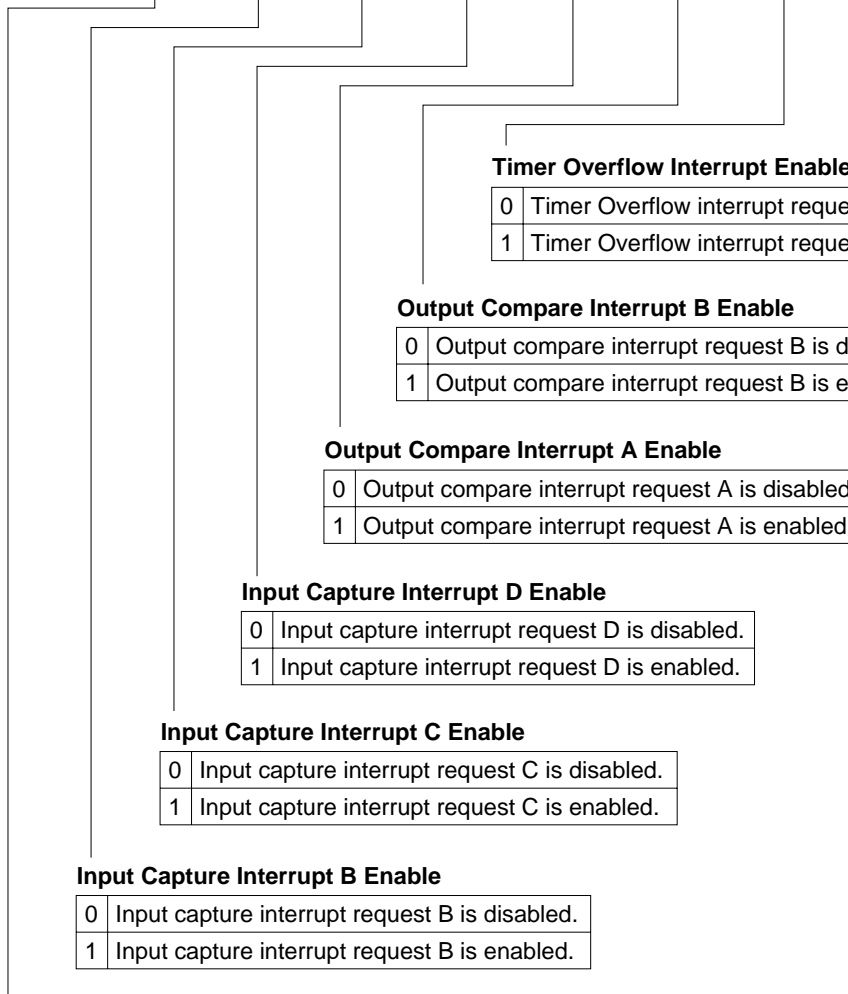 Timer Overflow Interrupt Enable
0 Timer Overflow interrupt
1 Timer Overflow interrupt
Output Compare Interrupt B Enable
0 Output compare interrupt request B is
1 Output compare interrupt request B is
Output Compare Interrupt A Enable
0 Output compare interrupt request A is disabled
1 Output compare interrupt request A is enabled
Input Capture Interrupt D Enable
0 Input capture interrupt request D is disabled.
1 Input capture interrupt request D is enabled.
Input Capture Interrupt C Enable
0 Input capture interrupt request C is disabled.
1 Input capture interrupt request C is enabled.
Input Capture Interrupt B Enable
0 Input capture interrupt request B is disabled.
1 Input capture interrupt request B is enabled.